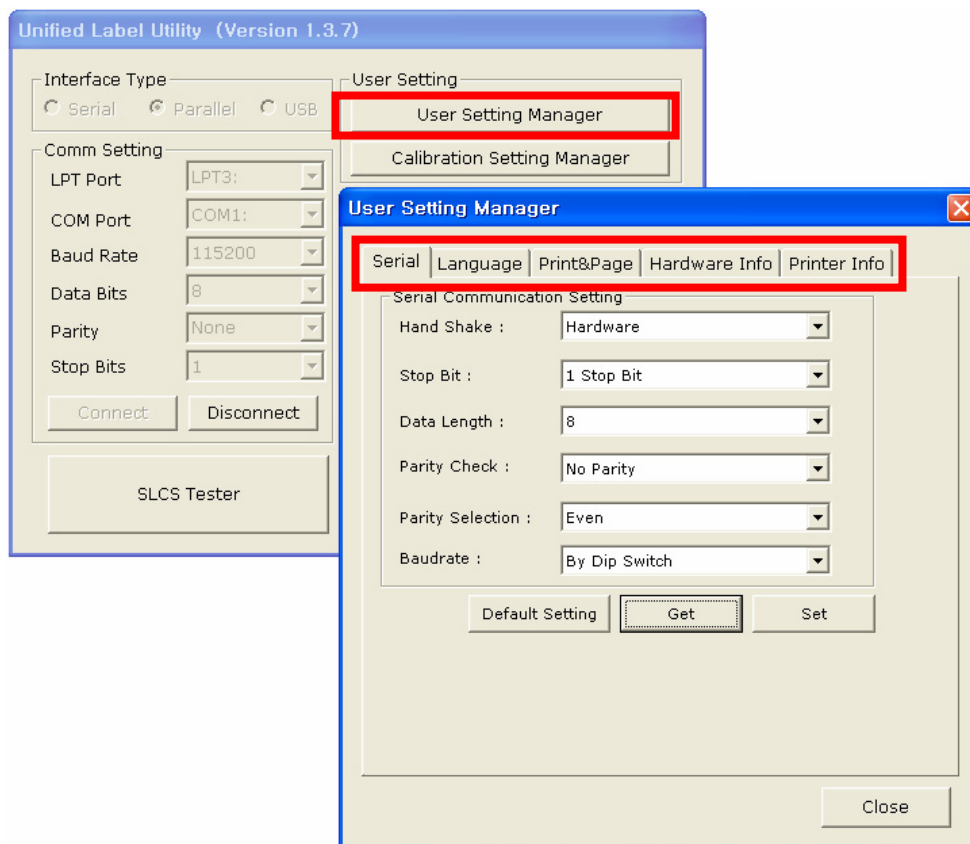 Unified Label Utility  (Version 1.3.7)
Interface Type
Serial
Parallel
USB
User Setting
User Setting Manager
Calibration Setting Manager
Comm Setting
LPT Port
LPT3:
COM Port
COM1:
Baud Rate
115200
Data Bits
8
Parity
None
Stop Bits
1
Connect
Disconnect
SLCS Tester
User Setting Manager
Serial
Language
Print&Page
Hardware Info
Printer Info
Serial Communication Setting
Hand Shake :
Hardware
Stop Bit :
1 Stop Bit
Data Length :
8
Parity Check :
No Parity
Parity Selection :
Even
Baudrate :
By Dip Switch
Default Setting
Get
Set
Close